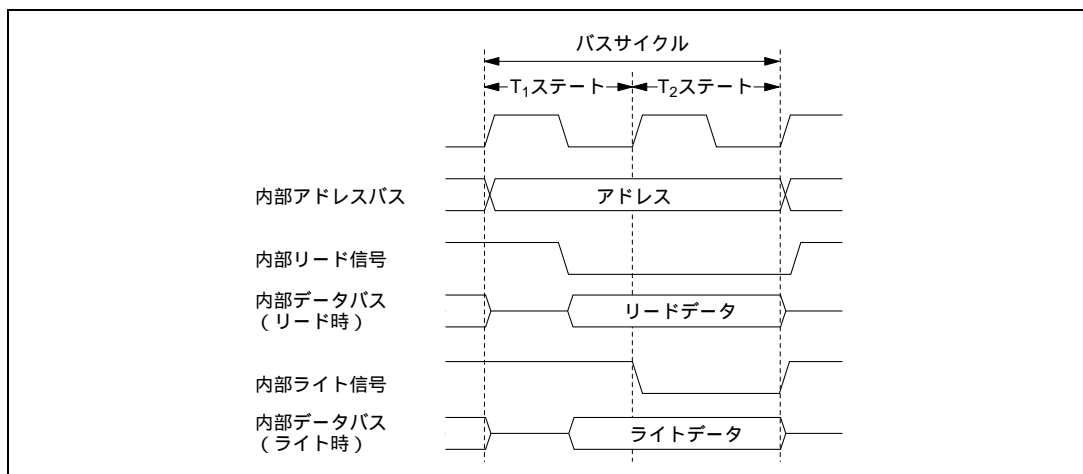 バスサイクル
T₁ステート T₂ステート
内部アドレスバス アドレス
内部リード信号
内部データバス
（リード時） リードデータ
内部ライト信号
内部データバス
（ライト時） ライトデータ